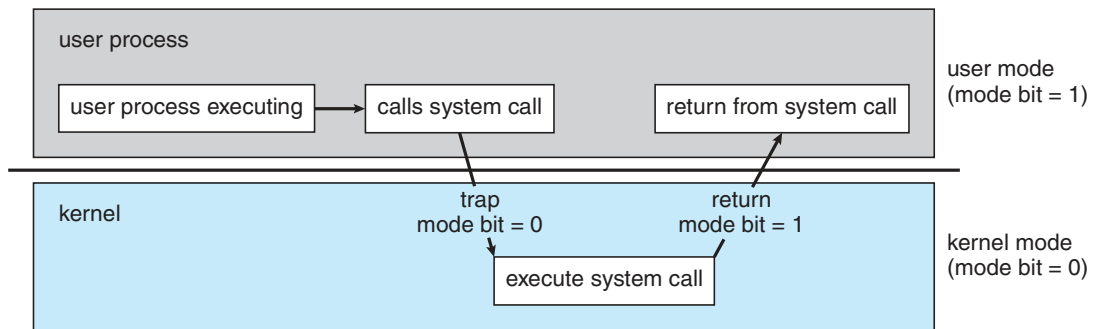 user process
user process executing
calls system call
return from system call
user mode
(mode bit = 1)
kernel
trap
mode bit = 0
return
mode bit = 1
execute system call
kernel mode
(mode bit = 0)